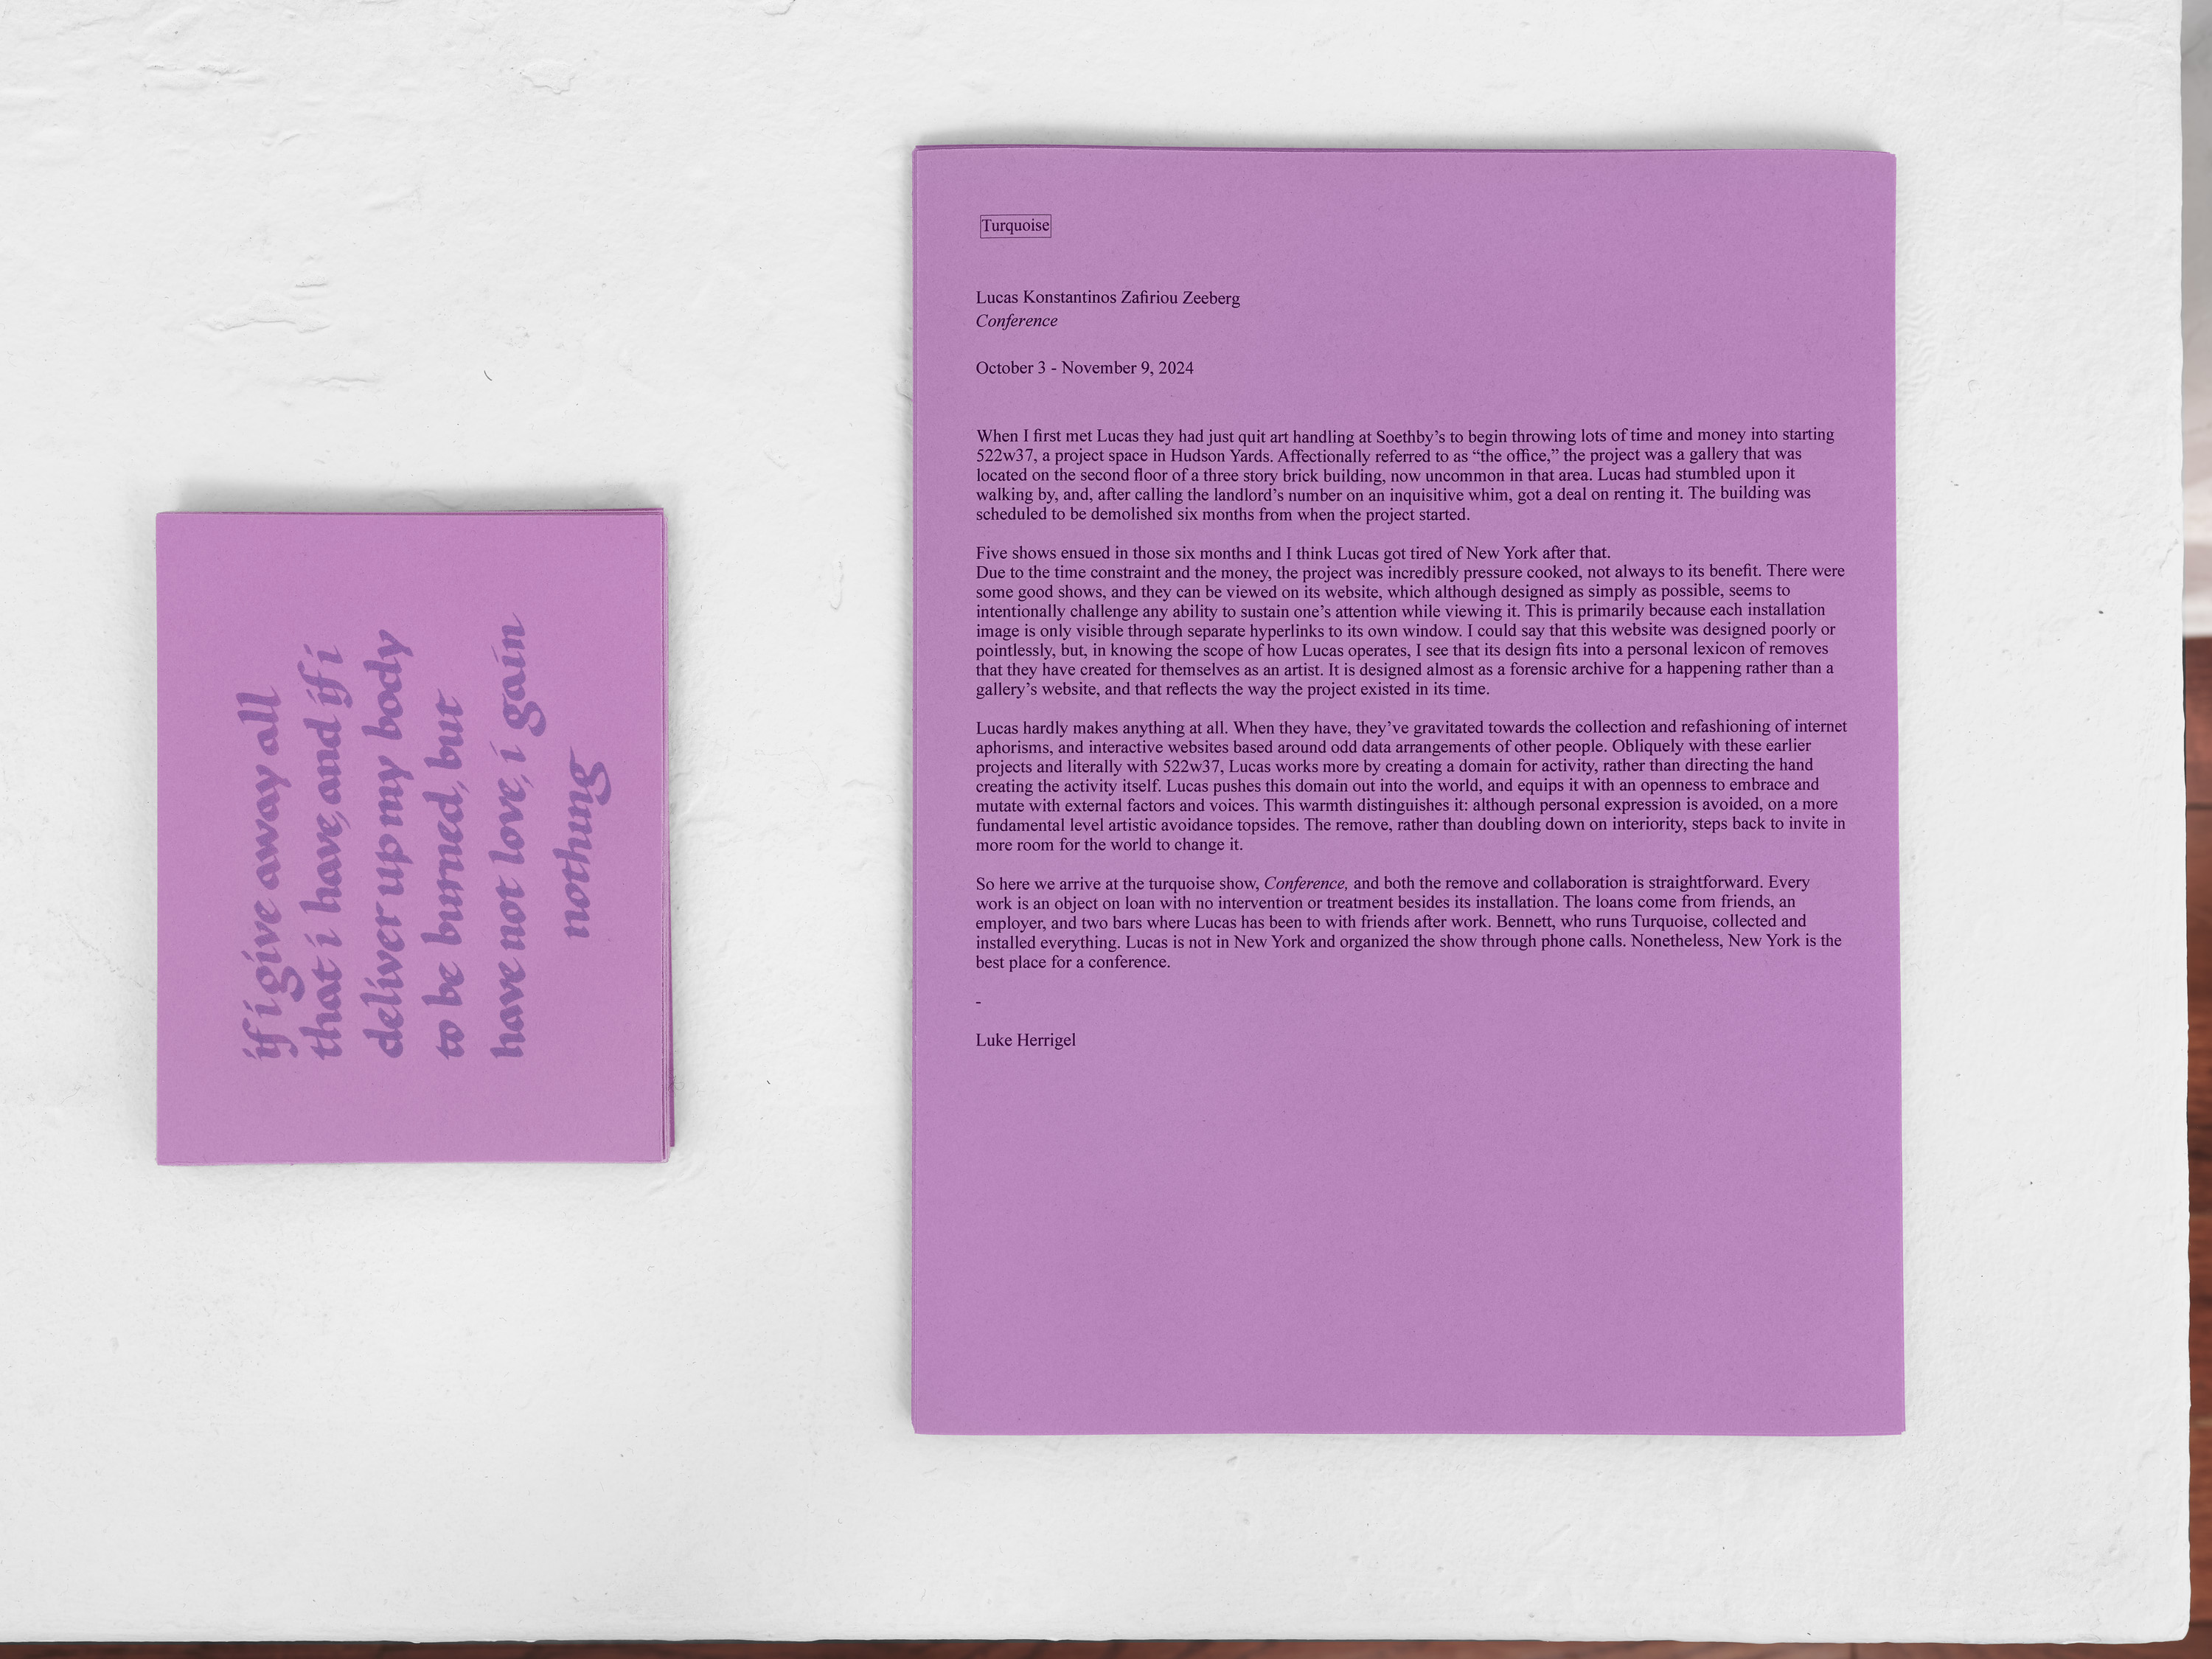 if i give away all
that i have, and if i
deliver up my body
to be burned, but
have not love, i gain
nothing
Turquoise
Lucas Konstantinos Zafiriou Zeeberg
Conference
October 3 - November 9, 2024
When I first met Lucas they had just quit art handling at Soethby’s to begin throwing lots of time and money into starting
522w37, a project space in Hudson Yards. Affectionally referred to as “the office,” the project was a gallery that was
located on the second floor of a three story brick building, now uncommon in that area. Lucas had stumbled upon it
walking by, and, after calling the landlord’s number on an inquisitive whim, got a deal on renting it. The building was
scheduled to be demolished six months from when the project started.
Five shows ensued in those six months and I think Lucas got tired of New York after that.
Due to the time constraint and the money, the project was incredibly pressure cooked, not always to its benefit. There were
some good shows, and they can be viewed on its website, which although designed as simply as possible, seems to
intentionally challenge any ability to sustain one’s attention while viewing it. This is primarily because each installation
image is only visible through separate hyperlinks to its own window. I could say that this website was designed poorly or
pointlessly, but, in knowing the scope of how Lucas operates, I see that its design fits into a personal lexicon of removes
that they have created for themselves as an artist. It is designed almost as a forensic archive for a happening rather than a
gallery’s website, and that reflects the way the project existed in its time.
Lucas hardly makes anything at all. When they have, they’ve gravitated towards the collection and refashioning of internet
aphorisms, and interactive websites based around odd data arrangements of other people. Obliquely with these earlier
projects and literally with 522w37, Lucas works more by creating a domain for activity, rather than directing the hand
creating the activity itself. Lucas pushes this domain out into the world, and equips it with an openness to embrace and
mutate with external factors and voices. This warmth distinguishes it: although personal expression is avoided, on a more
fundamental level artistic avoidance topsides. The remove, rather than doubling down on interiority, steps back to invite in
more room for the world to change it.
So here we arrive at the turquoise show, Conference, and both the remove and collaboration is straightforward. Every
work is an object on loan with no intervention or treatment besides its installation. The loans come from friends, an
employer, and two bars where Lucas has been to with friends after work. Bennett, who runs Turquoise, collected and
installed everything. Lucas is not in New York and organized the show through phone calls. Nonetheless, New York is the
best place for a conference.
-
Luke Herrigel